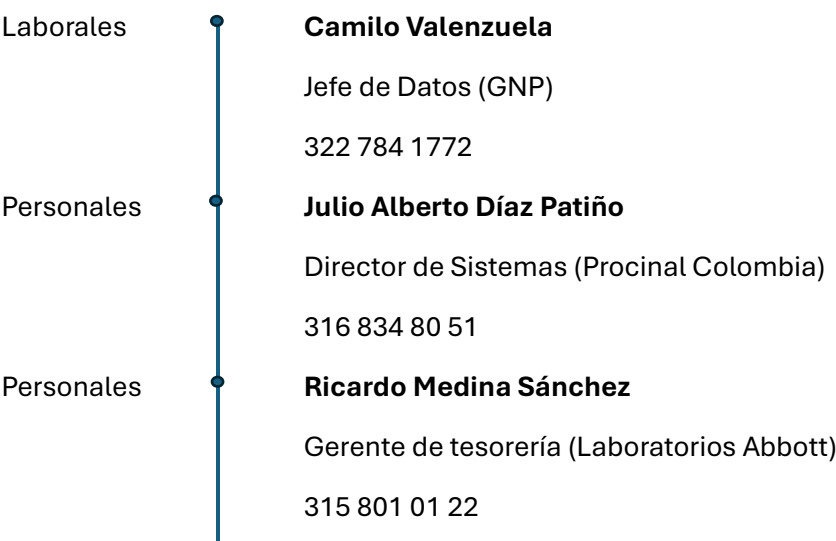 Laborales
Camilo Valenzuela
Jefe de Datos (GNP)
322 784 1772
Personales
Julio Alberto Díaz Patiño
Director de Sistemas (Procinal Colombia)
316 834 80 51
Personales
Ricardo Medina Sánchez
Gerente de tesorería (Laboratorios Abbott)
315 801 01 22